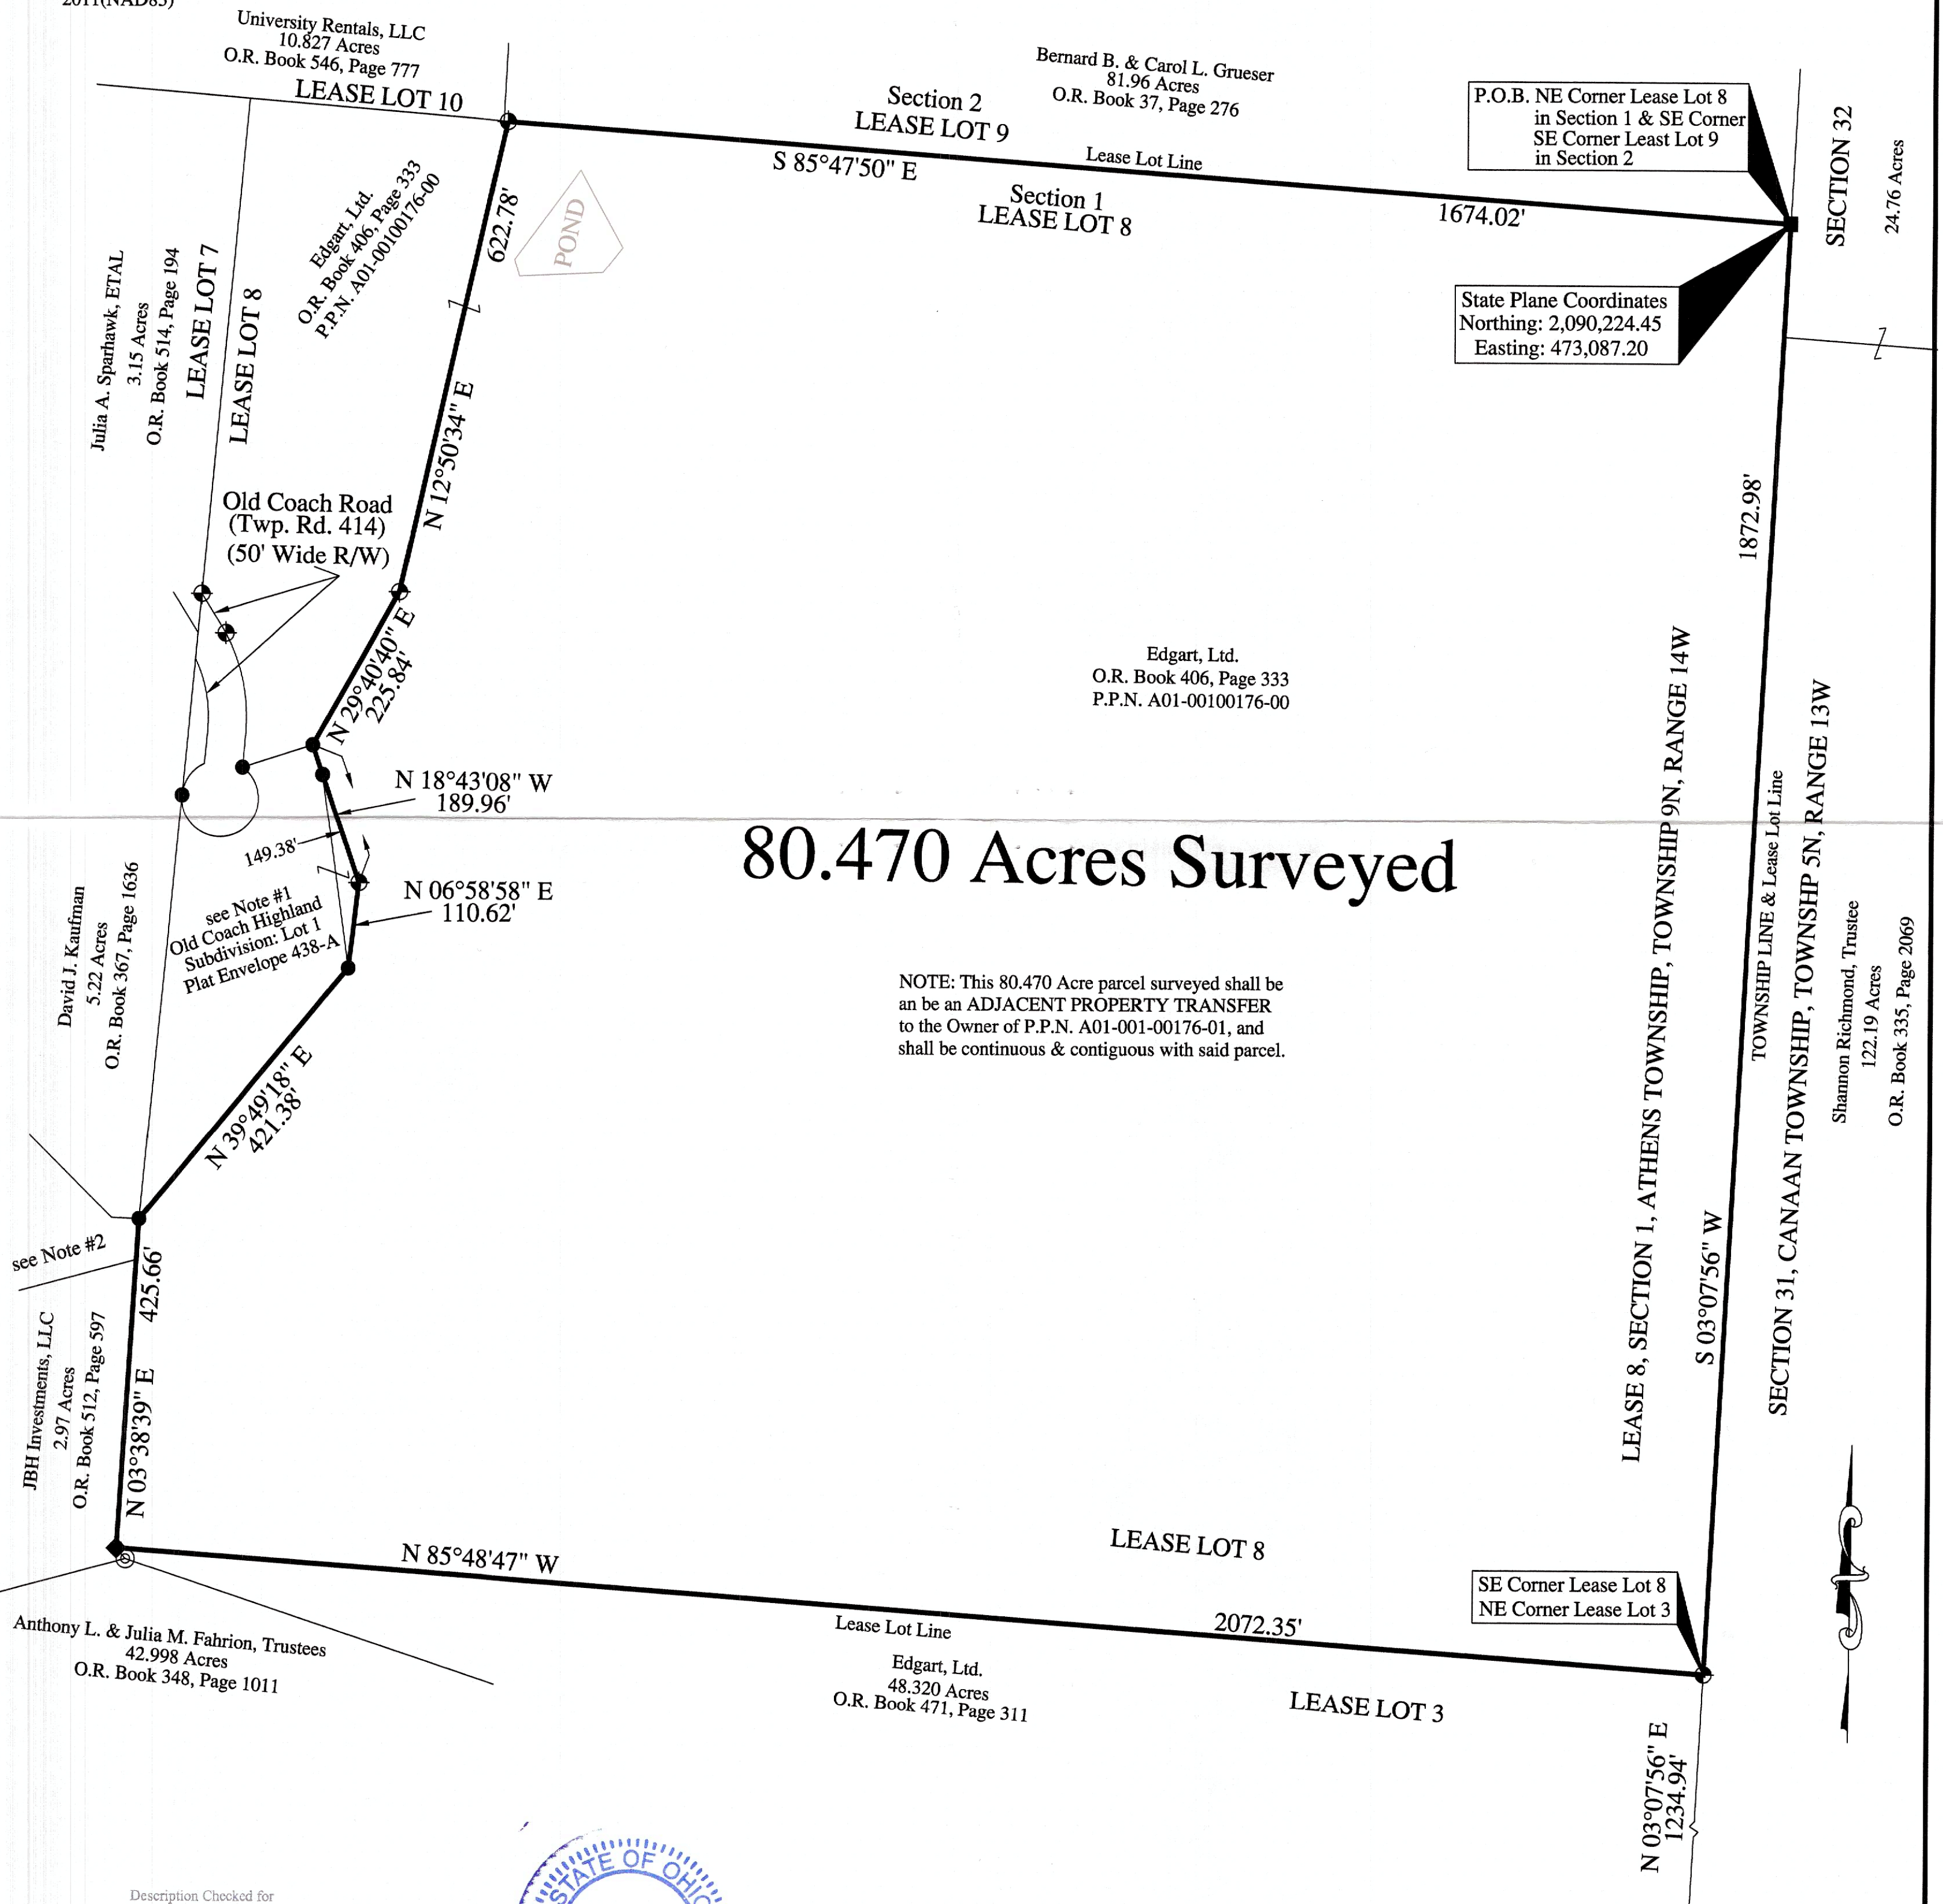 2011(NAD83)
University Rentals, LLC
10.827 Acres
O.R. Book 546, Page 777
LEASE LOT 10
Bernard B. & Carol L. Grueser
81.96 Acres
O.R. Book 37, Page 276
Section 2
LEASE LOT 9
S 85°47'50" E
Lease Lot Line
Section 1
LEASE LOT 8
1674.02'
P.O.B. NE Corner Lease Lot 8
in Section 1 & SE Corner
SE Corner Least Lot 9
in Section 2
SECTION 32
24.76 Acres
State Plane Coordinates
Northing: 2,090,224.45
Easting: 473,087.20
Edgart, Ltd.
O.R. Book 406, Page 333
P.P.N. A01-00100176-00
622.78'
POND
N 12°50'34" E
Julia A. Sparhawk, ETAL
3.15 Acres
O.R. Book 514, Page 194
LEASE LOT 7
LEASE LOT 8
Old Coach Road
(Twp. Rd. 414)
(50' Wide R/W)
N 29°40'40" E
225.84'
N 18°43'08" W
189.96'
149.38'
N 06°58'58" E
110.62'
see Note #1
Old Coach Highland
Subdivision: Lot 1
Plat Envelope 438-A
David J. Kaufman
5.22 Acres
O.R. Book 367, Page 1636
N 39°49'18" E
421.38'
Edgart, Ltd.
O.R. Book 406, Page 333
P.P.N. A01-00100176-00
80.470 Acres Surveyed
NOTE: This 80.470 Acre parcel surveyed shall be
an be an ADJACENT PROPERTY TRANSFER
to the Owner of P.P.N. A01-001-00176-01, and
shall be continuous & contiguous with said parcel.
1872.98'
S 03°07'56" W
LEASE 8, SECTION 1, ATHENS TOWNSHIP, TOWNSHIP 9N, RANGE 14W
TOWNSHIP LINE & Lease Lot Line
SECTION 31, CANAAN TOWNSHIP, TOWNSHIP 5N, RANGE 13W
Shannon Richmond, Trustee
122.19 Acres
O.R. Book 335, Page 2069
see Note #2
425.66'
N 03°38'39" E
JBH Investments, LLC
2.97 Acres
O.R. Book 512, Page 597
N 85°48'47" W
LEASE LOT 8
2072.35'
Lease Lot Line
SE Corner Lease Lot 8
NE Corner Lease Lot 3
Anthony L. & Julia M. Fahrion, Trustees
42.998 Acres
O.R. Book 348, Page 1011
Edgart, Ltd.
48.320 Acres
O.R. Book 471, Page 311
LEASE LOT 3
N 03°07'56" E
1234.94'
STATE OF OHIO
Description Checked for